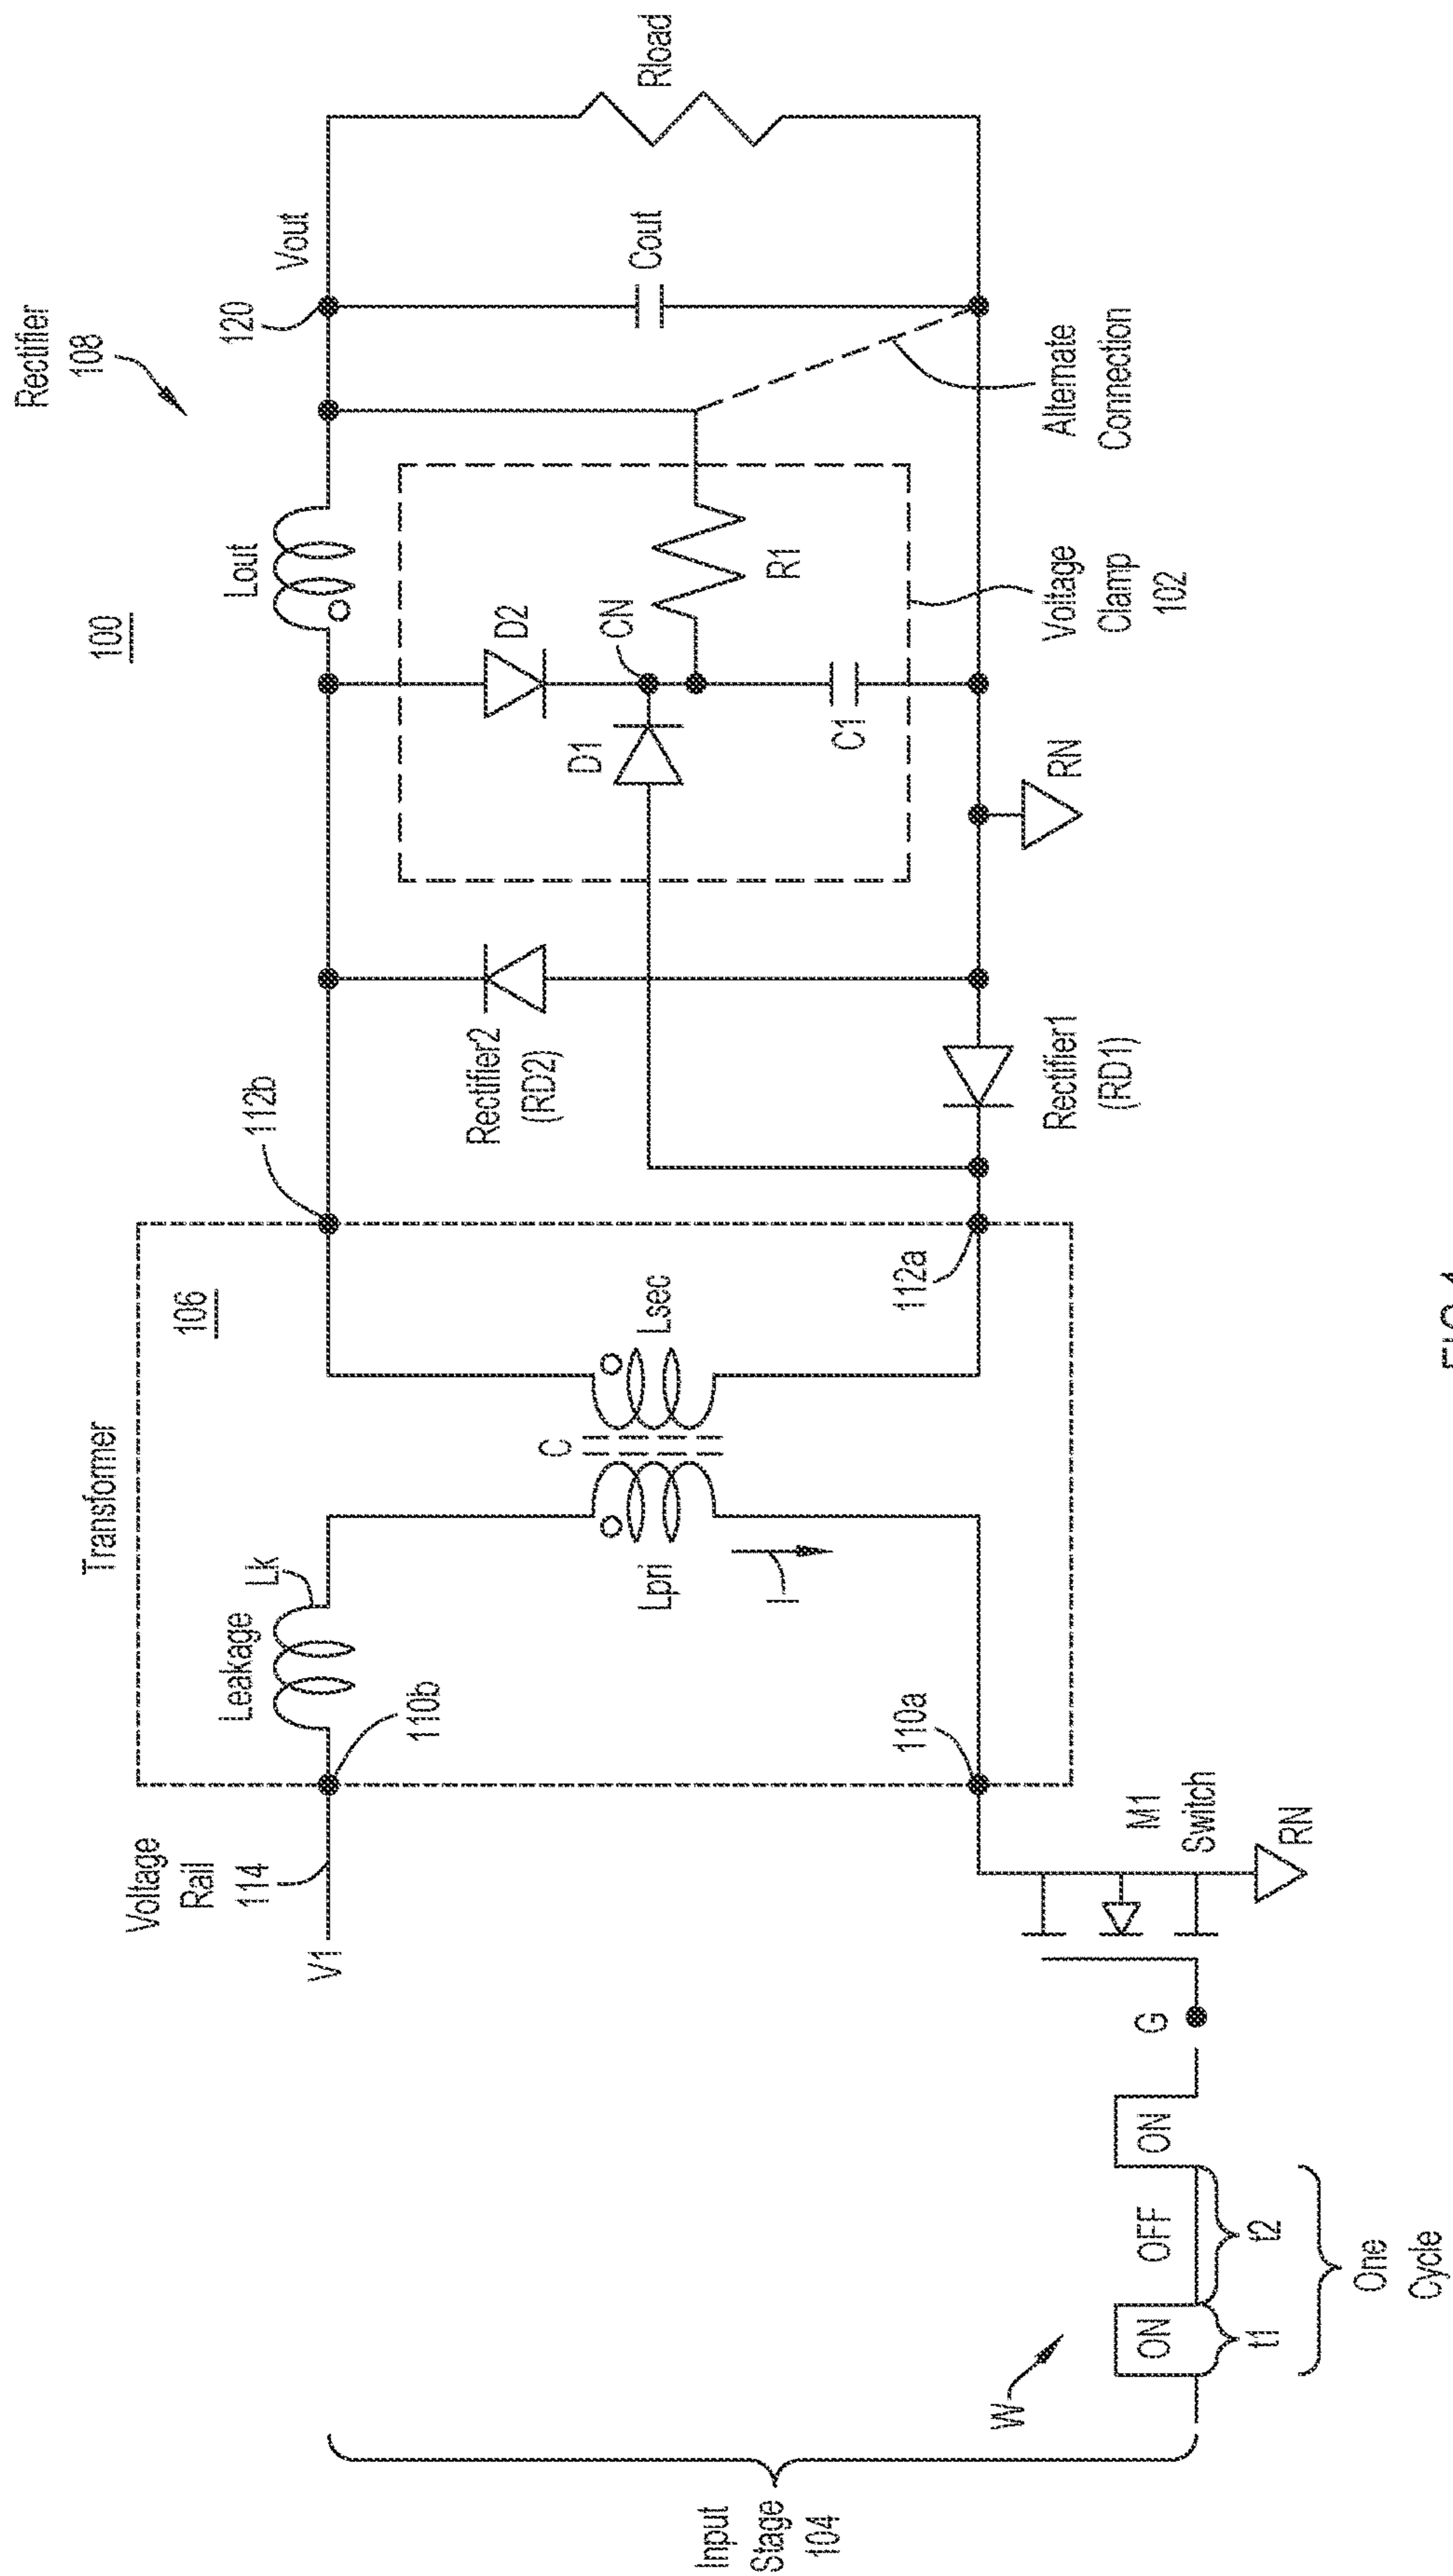 100
Rectifier
108
Transformer
106
Voltage
Rail
114
V1
Leakage
Lk
110b
110a
Lpri
I
C
Lsec
112b
112a
Rectifier2
(RD2)
Rectifier1
(RD1)
D1
D2
CN
C1
R1
Lout
120
Vout
Cout
Rload
RN
Voltage
Clamp
102
Alternate
Connection
Input
Stage
104
W
ON
OFF
ON
t1
t2
One
Cycle
G
M1
Switch
RN